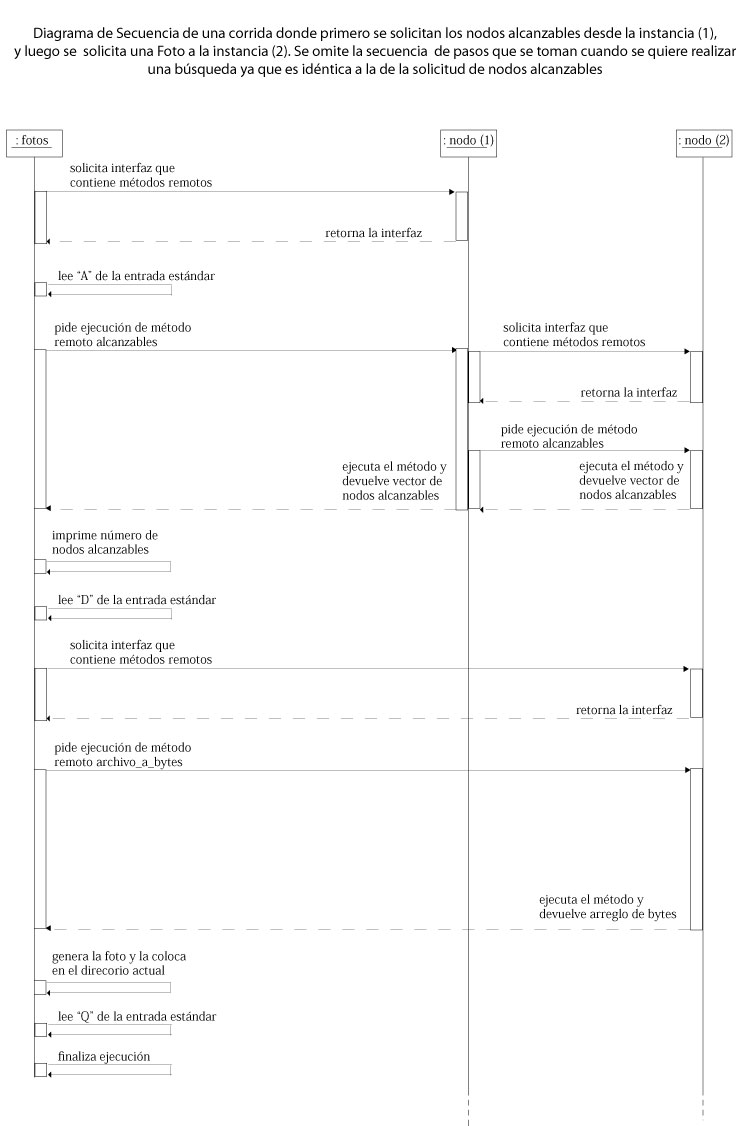 Diagrama de Secuencia de una corrida donde primero se solicitan los nodos alcanzables desde la instancia (1),
y luego se solicita una Foto a la instancia (2). Se omite la secuencia de pasos que se toman cuando se quiere realizar
una búsqueda ya que es idéntica a la de la solicitud de nodos alcanzables
: fotos
: nodo (1)
: nodo (2)
solicita interfaz que
contiene métodos remotos
retorna la interfaz
lee “A” de la entrada estándar
pide ejecución de método
remoto alcanzables
solicita interfaz que
contiene métodos remotos
retorna la interfaz
pide ejecución de método
remoto alcanzables
ejecuta el método y
devuelve vector de
nodos alcanzables
ejecuta el método y
devuelve vector de
nodos alcanzables
imprime número de
nodos alcanzables
lee “D” de la entrada estándar
solicita interfaz que
contiene métodos remotos
retorna la interfaz
pide ejecución de método
remoto archivo_a_bytes
ejecuta el método y
devuelve arreglo de bytes
genera la foto y la coloca
en el direcorio actual
lee “Q” de la entrada estándar
finaliza ejecución